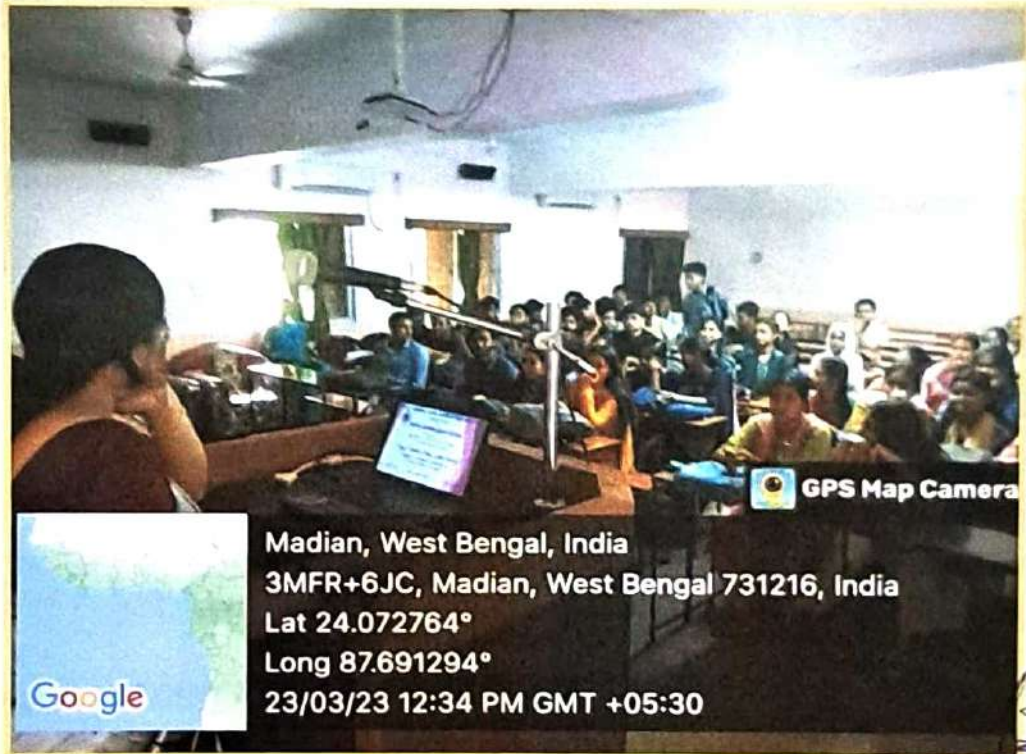 GPS Map Camera
Madian, West Bengal, India
3MFR+6JC, Madian, West Bengal 731216, India
Lat 24.072764°
Long 87.691294°
23/03/23 12:34 PM GMT +05:30
Google